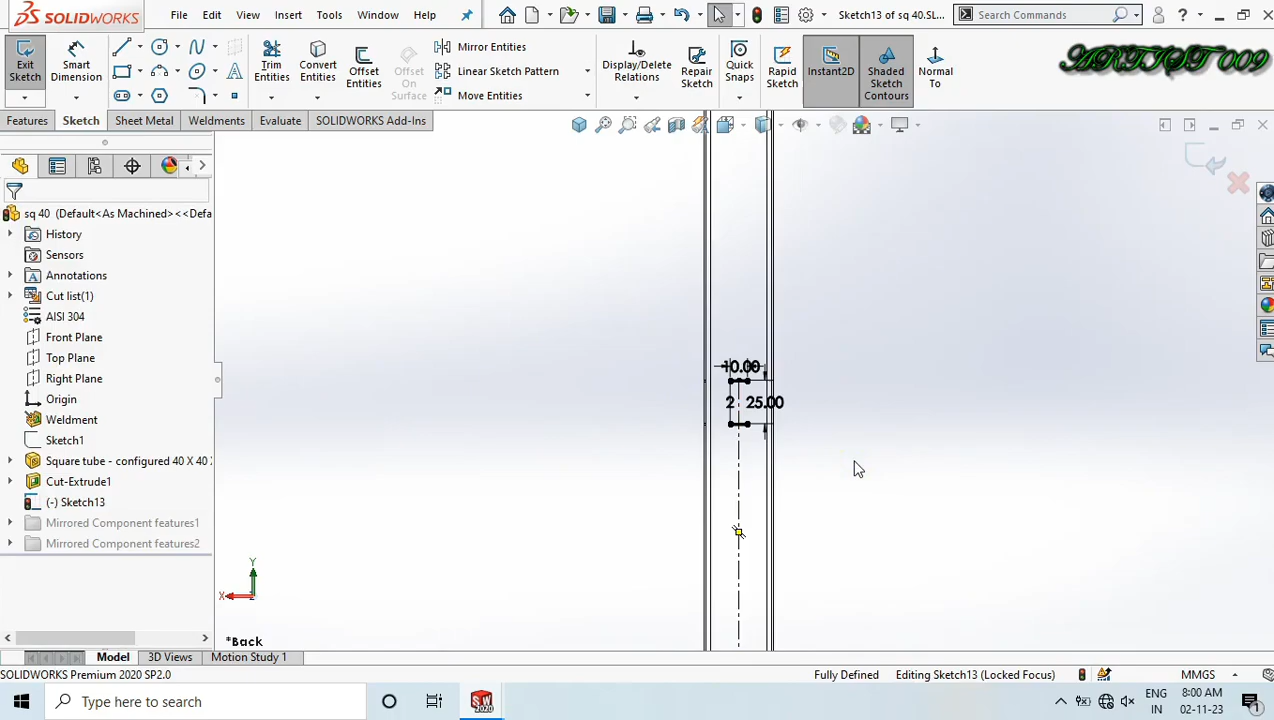 SOLIDWORKS File Edit View Insert Tools Window Help Sketch13 of sq 40.SL... Search Commands ?
Exit Sketch Smart Dimension Trim Entities Convert Entities Offset Entities Offset On Surface Mirror Entities Linear Sketch Pattern Move Entities Display/Delete Relations Repair Sketch Quick Snaps Rapid Sketch Instant2D Shaded Sketch Contours Normal To ARTIST 009
Features Sketch Sheet Metal Weldments Evaluate SOLIDWORKS Add-Ins
sq 40 (Default<As Machined><<Defa
History
Sensors
Annotations
Cut list(1)
AISI 304
Front Plane
Top Plane
Right Plane
Origin
Weldment
Sketch1
Square tube - configured 40 X 40
Cut-Extrude1
(-) Sketch13
Mirrored Component features1
Mirrored Component features2
10.00
2 25.00
Y
X
Z
*Back
Model 3D Views Motion Study 1
SOLIDWORKS Premium 2020 SP2.0 Fully Defined Editing Sketch13 (Locked Focus) MMGS
Type here to search SW 2020 ENG IN 8:00 AM 02-11-23 1